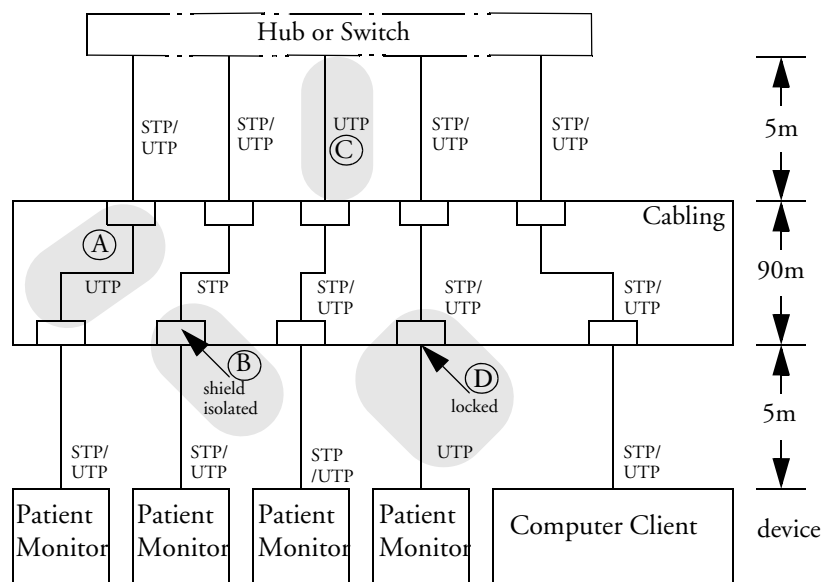 Hub or Switch
STP/
UTP
STP/
UTP
UTP
C
STP/
UTP
STP/
UTP
5m
Cabling
A
UTP
STP
STP/
UTP
STP/
UTP
STP/
UTP
90m
B
shield
isolated
D
locked
5m
STP/
UTP
STP/
UTP
STP
/UTP
UTP
STP/
UTP
Patient
Monitor
Patient
Monitor
Patient
Monitor
Patient
Monitor
Computer Client
device